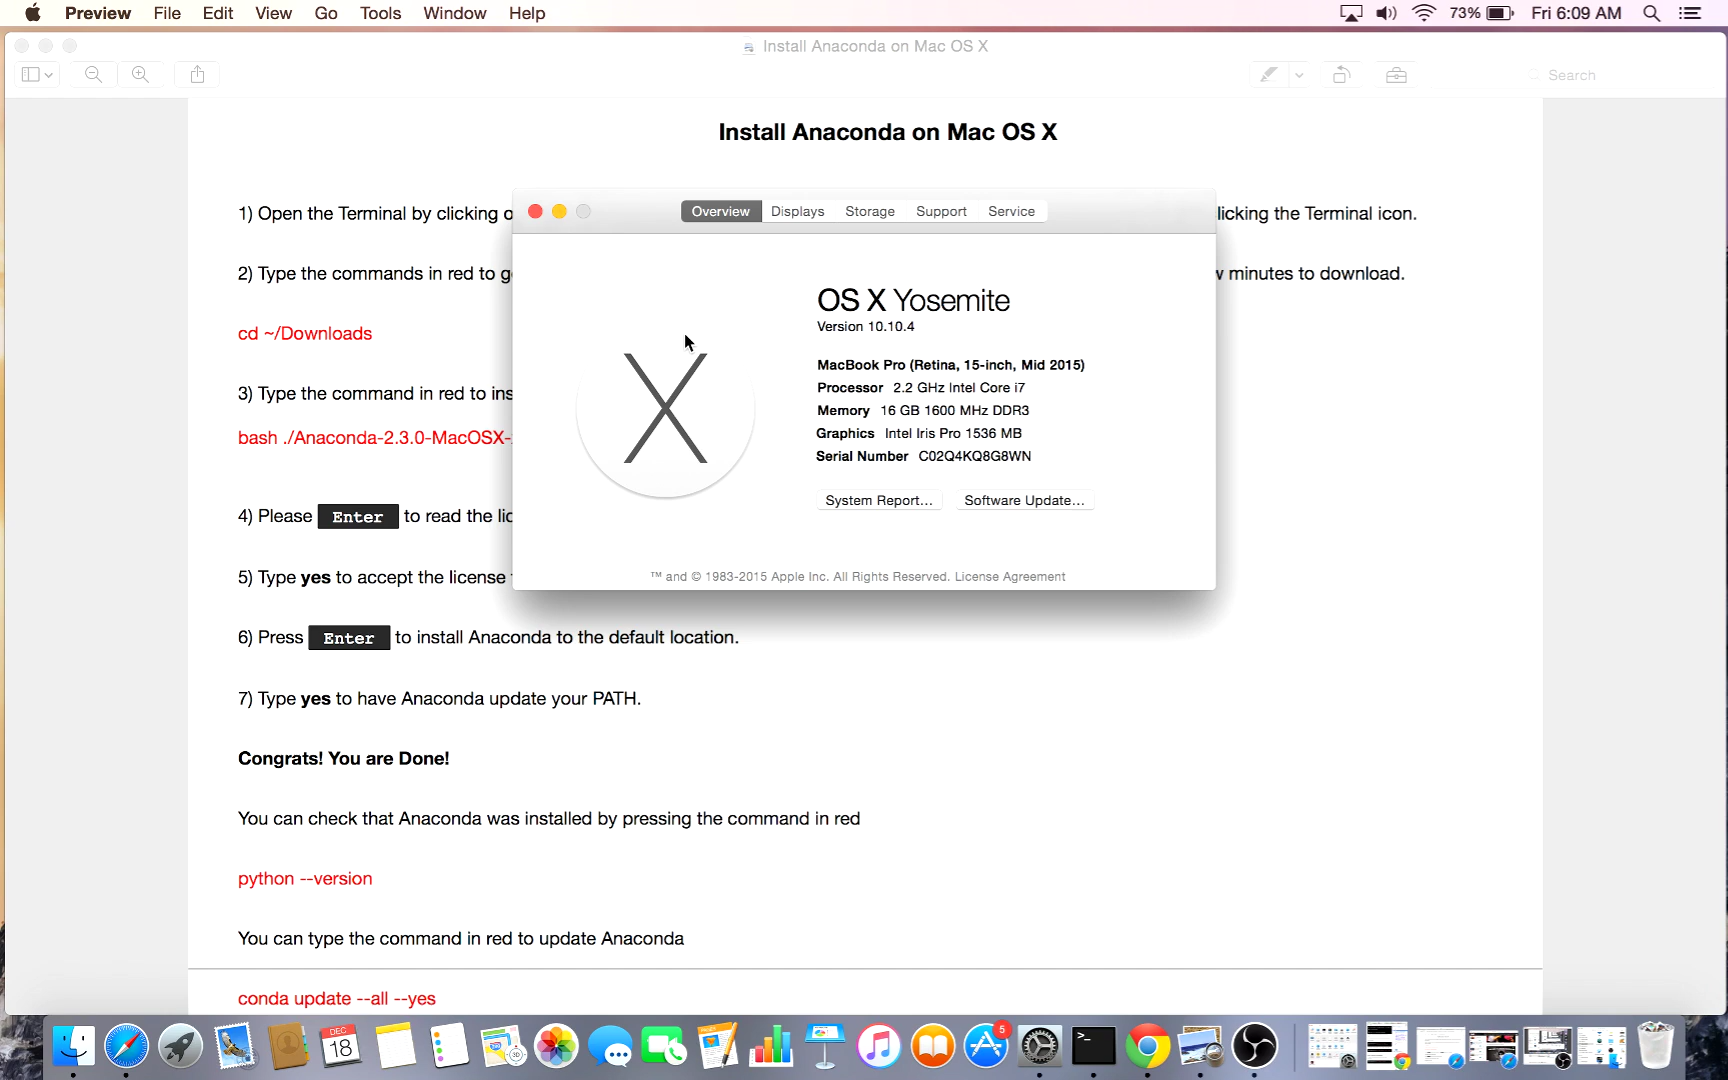 Preview File Edit View Go Tools Window Help 73% Fri 6:09 AM
Install Anaconda on Mac OS X
Search
Install Anaconda on Mac OS X
1) Open the Terminal by clicking o
licking the Terminal icon.
Overview Displays Storage Support Service
2) Type the commands in red to g
minutes to download.
OS X Yosemite
Version 10.10.4
cd ~/Downloads
MacBook Pro (Retina, 15-inch, Mid 2015)
Processor 2.2 GHz Intel Core i7
3) Type the command in red to ins
Memory 16 GB 1600 MHz DDR3
Graphics Intel Iris Pro 1536 MB
bash ./Anaconda-2.3.0-MacOSX-
Serial Number C02Q4KQ8G8WN
System Report... Software Update...
4) Please Enter to read the lic
™ and © 1983-2015 Apple Inc. All Rights Reserved. License Agreement
5) Type yes to accept the license
6) Press Enter to install Anaconda to the default location.
7) Type yes to have Anaconda update your PATH.
Congrats! You are Done!
You can check that Anaconda was installed by pressing the command in red
python --version
You can type the command in red to update Anaconda
conda update --all --yes
DEC
18
3D
5
>_